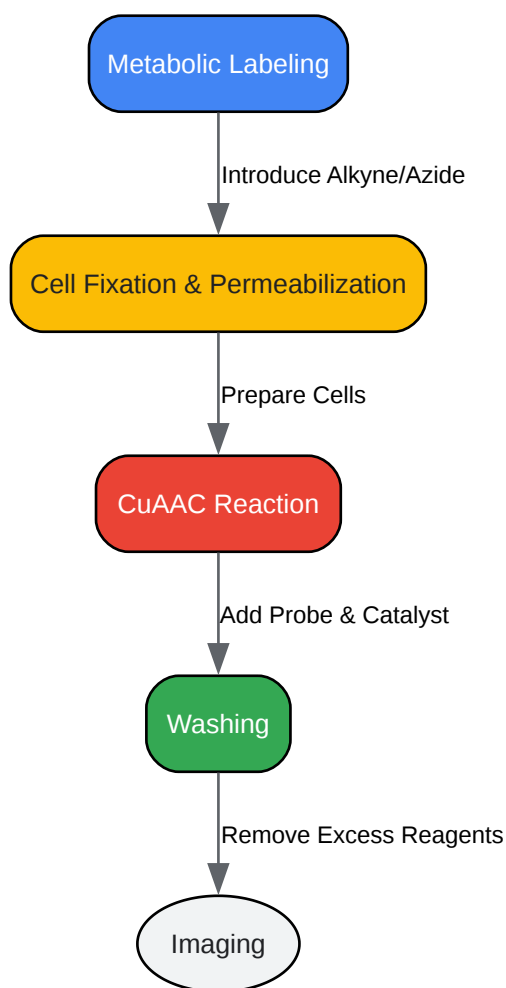 Metabolic Labeling
Introduce Alkyne/Azide
Cell Fixation & Permeabilization
Prepare Cells
CuAAC Reaction
Add Probe & Catalyst
Washing
Remove Excess Reagents
Imaging